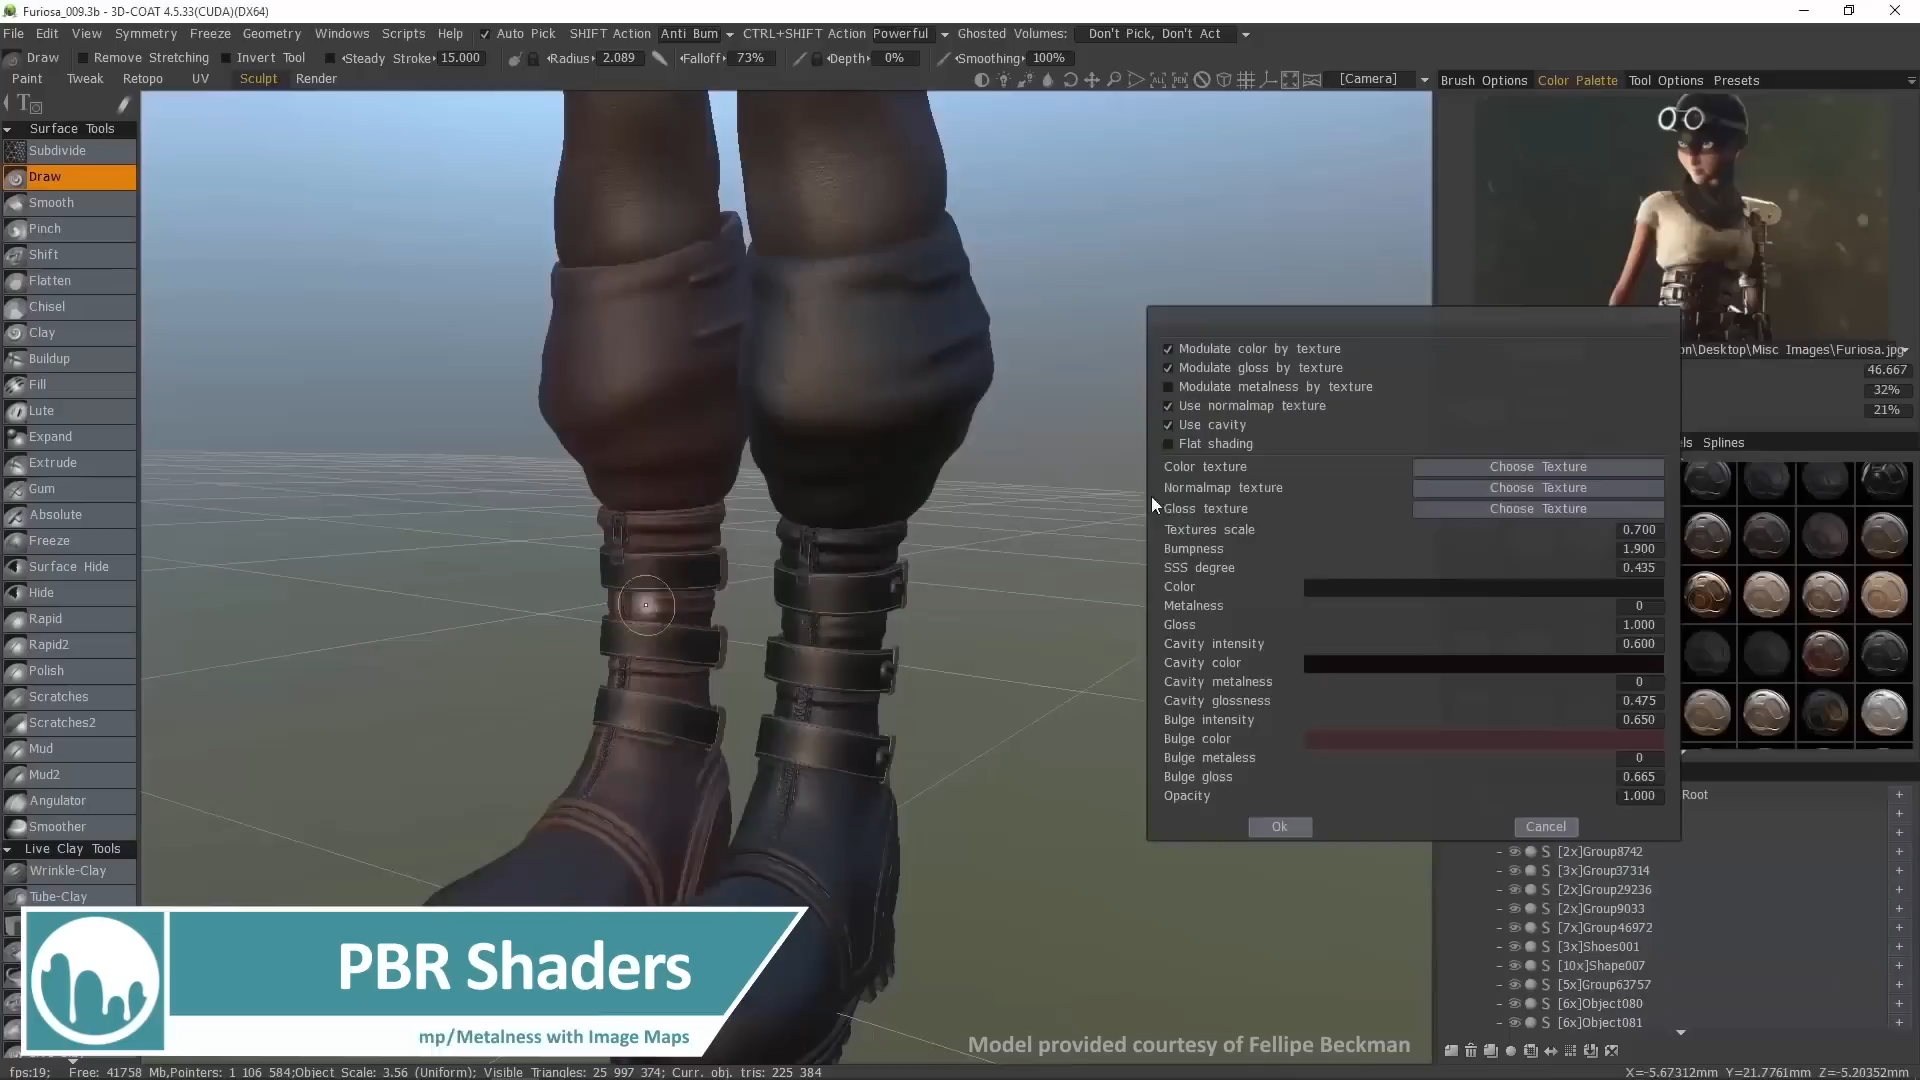 Furiosa_009.3b - 3D-COAT 4.5.33(CUDA)(DX64)
File Edit View Symmetry Freeze Geometry Windows Scripts Help Auto Pick SHIFT Action Anti Bum CTRL+SHIFT Action Powerful Ghosted Volumes: Don't Pick, Don't Act
Draw Remove Stretching Invert Tool Steady Stroke 15.000 Radius 2.089 Falloff 73% Depth 0% Smoothing 100%
Paint Tweak Retopo UV Sculpt Render
[Camera]
Brush Options Color Palette Tool Options Presets
Surface Tools
Subdivide
Draw
Smooth
Pinch
Shift
Flatten
Chisel
Clay
Buildup
Fill
Lute
Expand
Extrude
Gum
Absolute
Freeze
Surface Hide
Hide
Rapid
Rapid2
Polish
Scratches
Scratches2
Mud
Mud2
Angulator
Smoother
Live Clay Tools
Wrinkle-Clay
Tube-Clay
Modulate color by texture
Modulate gloss by texture
Modulate metalness by texture
Use normalmap texture
Use cavity
Flat shading
Color texture Choose Texture
Normalmap texture Choose Texture
Gloss texture Choose Texture
Textures scale 0.700
Bumpness 1.900
SSS degree 0.435
Color
Metalness 0
Gloss 1.000
Cavity intensity 0.600
Cavity color
Cavity metalness 0
Cavity glossness 0.475
Bulge intensity 0.650
Bulge color
Bulge metaless 0
Bulge gloss 0.665
Opacity 1.000
Ok Cancel
on\Desktop\Misc Images\Furiosa.jpg
46.667
32%
21%
ls Splines
Root
[2x]Group8742
[3x]Group37314
[2x]Group29236
[2x]Group9033
[7x]Group46972
[3x]Shoes001
[10x]Shape007
[5x]Group63757
[6x]Object080
[6x]Object081
PBR Shaders
mp/Metalness with Image Maps
Model provided courtesy of Fellipe Beckman
fps:19; Free: 41758 Mb,Pointers: 1 106 584;Object Scale: 3.56 (Uniform); Visible Triangles: 25 997 374; Curr. obj. tris: 225 384
X=-5.67312mm Y=21.7761mm Z=-5.20352mm